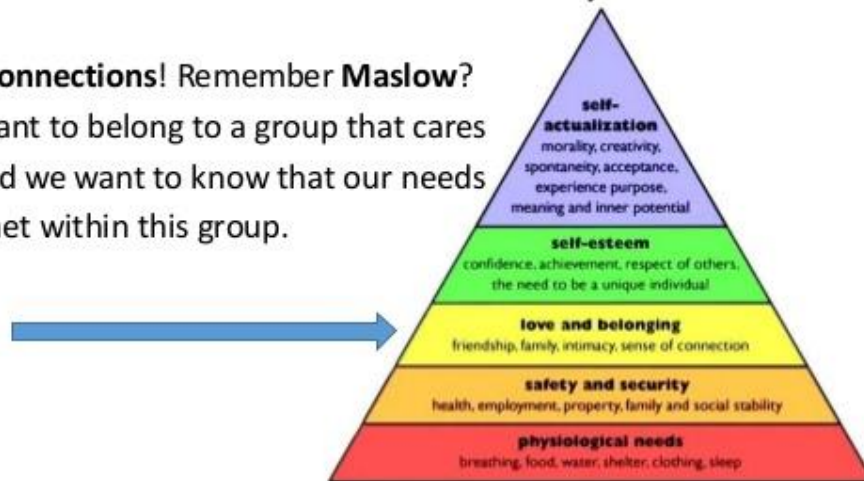 onnections! Remember Maslow?
ant to belong to a group that cares
d we want to know that our needs
et within this group.
self-
actualization
morality, creativity,
spontaneity, acceptance,
experience purpose,
meaning and inner potential
self-esteem
confidence, achievement, respect of others,
the need to be a unique individual
love and belonging
friendship, family, intimacy, sense of connection
safety and security
health, employment, property, family and social stability
physiological needs
breathing, food, water, shelter, clothing, sleep